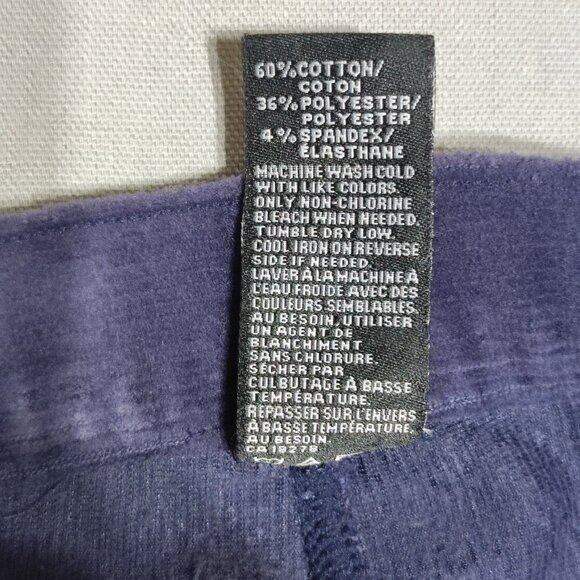 60%COTTON/
COTON
36%POLYESTER/
POLYESTER
4%SPANDEX/
ÉLASTHANE
MACHINE WASH COLD
WITH LIKE COLORS.
ONLY NON-CHLORINE
BLEACH WHEN NEEDED.
TUMBLE DRY LOW.
COOL IRON ON REVERSE
SIDE IF NEEDED.
LAVER À LA MACHINE À
L'EAU FROIDE AVEC DES
COULEURS SEMBLABLES.
AU BESOIN, UTILISER
UN AGENT DE
BLANCHIMENT
SANS CHLORURE.
SÉCHER PAR
CULBUTAGE À BASSE
TEMPÉRATURE.
REPASSER SUR L'ENVERS
À BASSE TEMPÉRATURE
AU BESOIN.
CA 19278